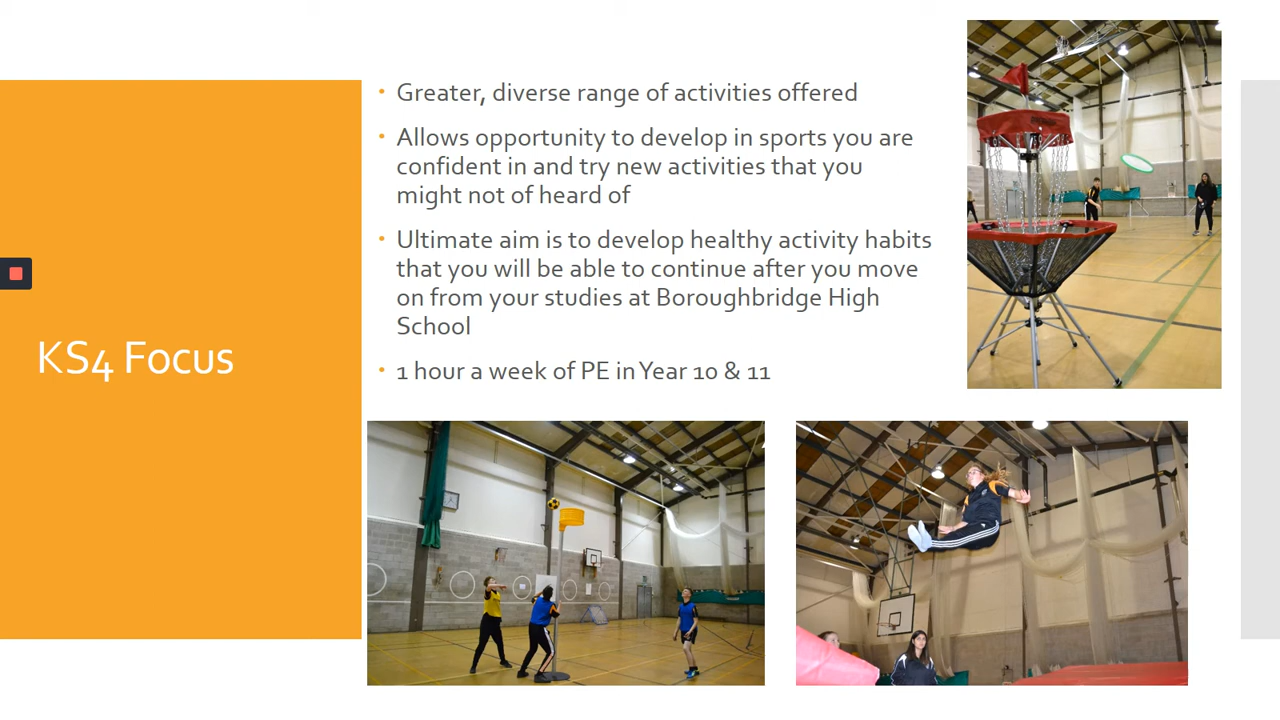 Greater, diverse range of activities offered
Allows opportunity to develop in sports you are
confident in and try new activities that you
might not of heard of
Ultimate aim is to develop healthy activity habits
that you will be able to continue after you move
on from your studies at Boroughbridge High
School
KS4 Focus
1 hour a week of PE in Year 10 & 11